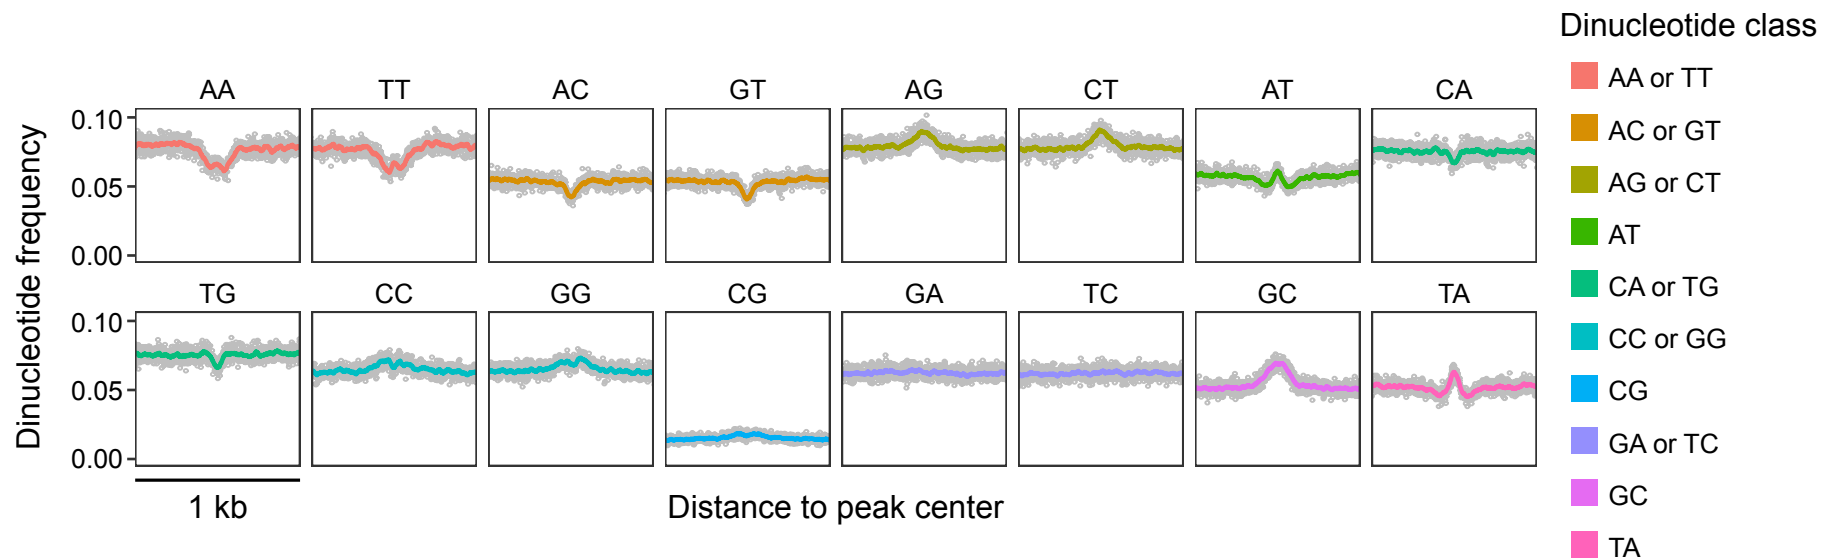 Dinucleotide class
AA or TT
AC or GT
AG or CT
AT
CA or TG
CC or GG
CG
GA or TC
GC
TA
Dinucleotide frequency
AA TT AC GT AG CT AT CA
0.10
0.05
0.00
TG CC GG CG GA TC GC TA
0.10
0.05
0.00
1 kb
Distance to peak center